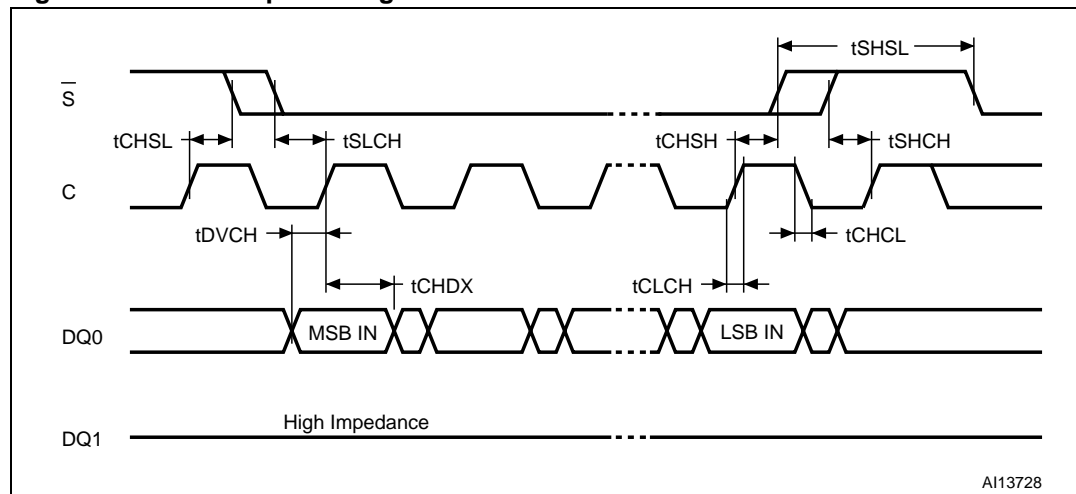 tSHSL
S
tCHSL
tSLCH
tCHSH
tSHCH
C
tDVCH
tCHCL
tCHDX
tCLCH
DQ0
MSB IN
LSB IN
High Impedance
DQ1
AI13728